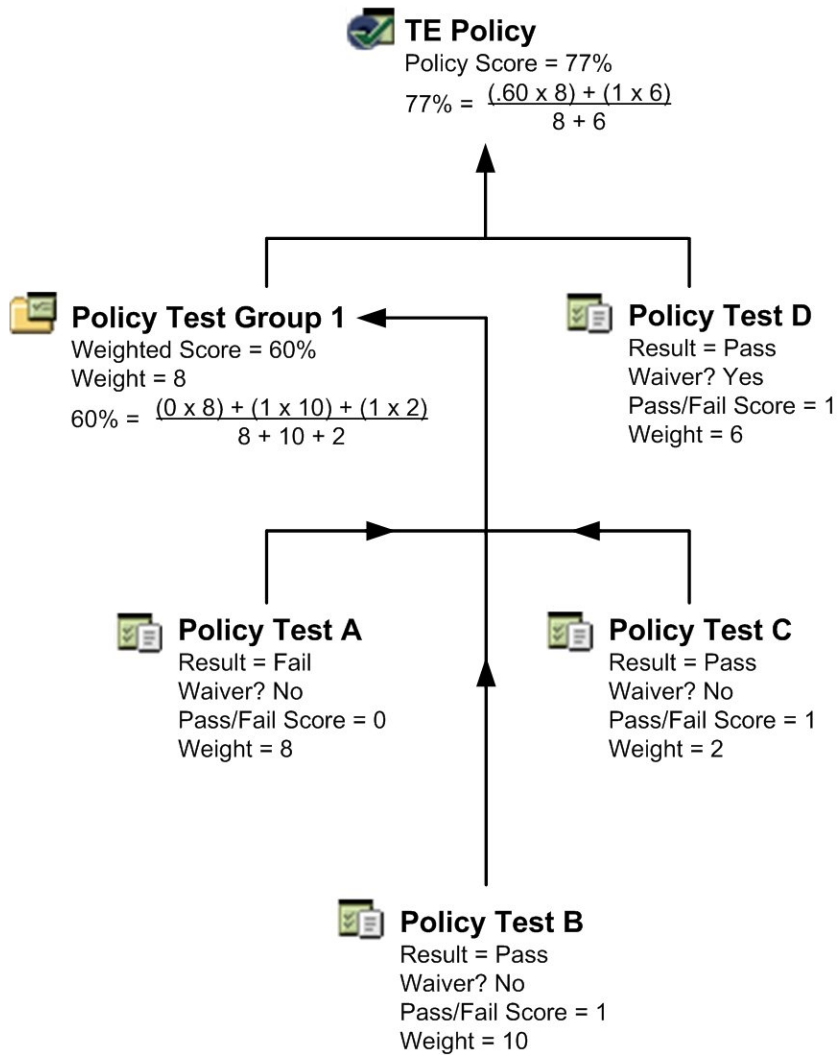 TE Policy
Policy Score = 77%
77% = (.60 x 8) + (1 x 6)
8 + 6
Policy Test Group 1
Weighted Score = 60%
Weight = 8
60% = (0 x 8) + (1 x 10) + (1 x 2)
8 + 10 + 2
Policy Test D
Result = Pass
Waiver? Yes
Pass/Fail Score = 1
Weight = 6
Policy Test A
Result = Fail
Waiver? No
Pass/Fail Score = 0
Weight = 8
Policy Test C
Result = Pass
Waiver? No
Pass/Fail Score = 1
Weight = 2
Policy Test B
Result = Pass
Waiver? No
Pass/Fail Score = 1
Weight = 10